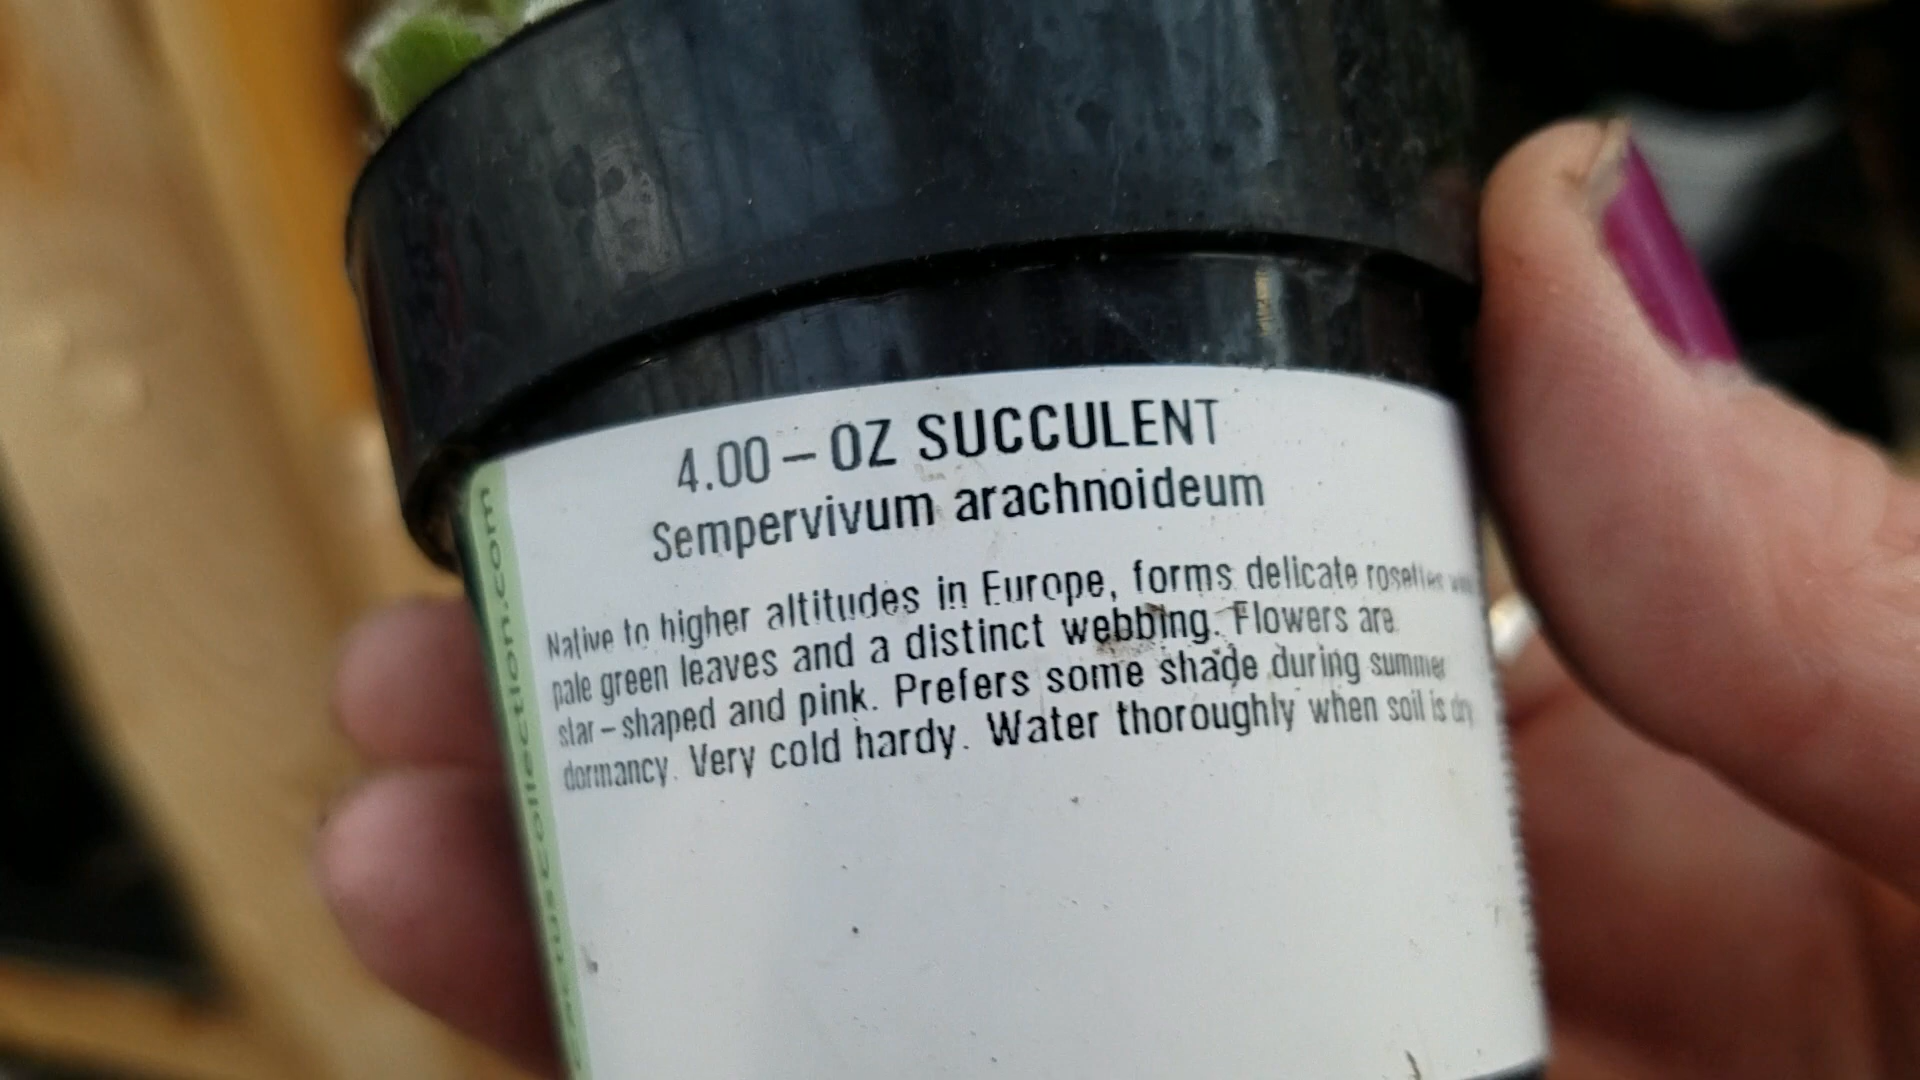 4.00 – OZ SUCCULENT
Sempervivum arachnoideum
Native to higher altitudes in Europe, forms delicate rosettes
pale green leaves and a distinct webbing. Flowers are
star – shaped and pink. Prefers some shade during summer
dormancy. Very cold hardy. Water thoroughly when soil is dry